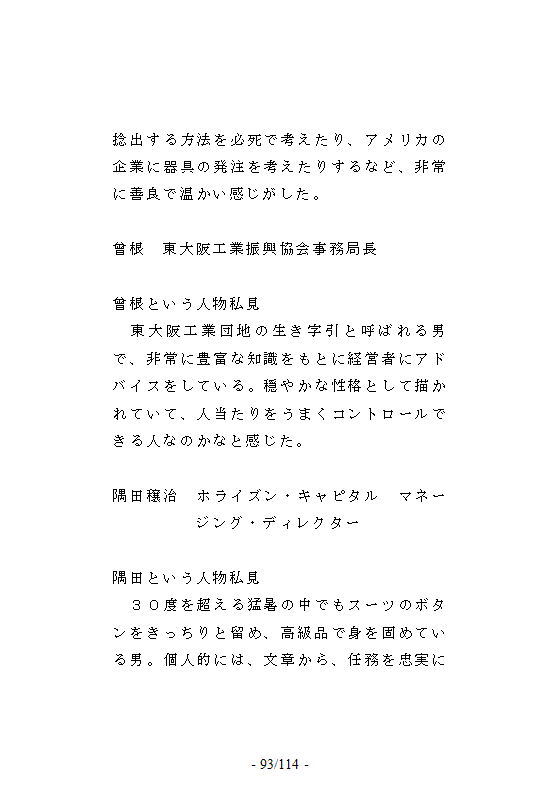 捻出する方法を必死で考えたり、アメリカの
企業に器具の発注を考えたりするなど、非常
に善良で温かい感じがした。
曽根　東大阪工業振興協会事務局長
曽根という人物私見
　東大阪工業団地の生き字引と呼ばれる男
で、非常に豊富な知識をもとに経営者にアド
バイスをしている。穏やかな性格として描か
れていて、人当たりをうまくコントロールで
きる人なのかなと感じた。
隅田穣治　ホライズン・キャピタル　マネー
ジング・ディレクター
隅田という人物私見
　３０度を超える猛暑の中でもスーツのボタ
ンをきっちりと留め、高級品で身を固めてい
る男。個人的には、文章から、任務を忠実に
- 93/114 -